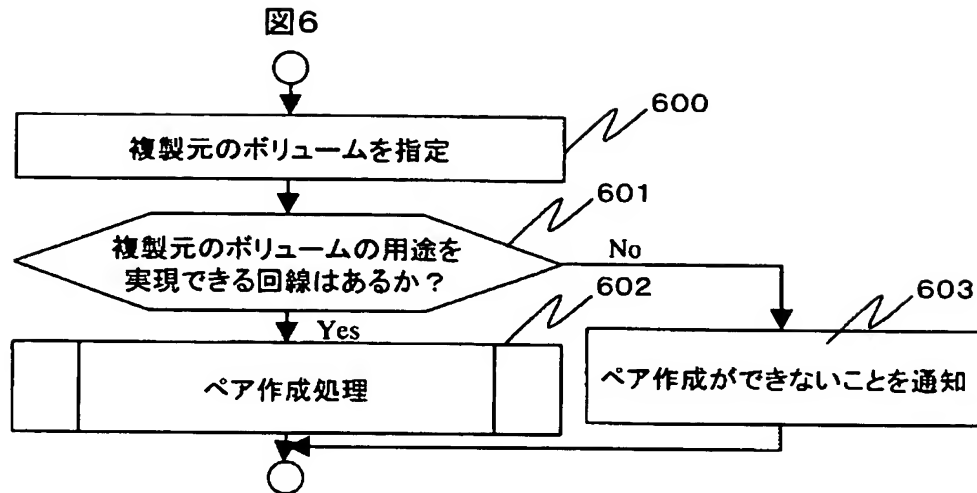 図6
600
複製元のボリュームを指定
601
複製元のボリュームの用途を
実現できる回線はあるか?
No
602
603
Yes
ペア作成処理
ペア作成ができないことを通知